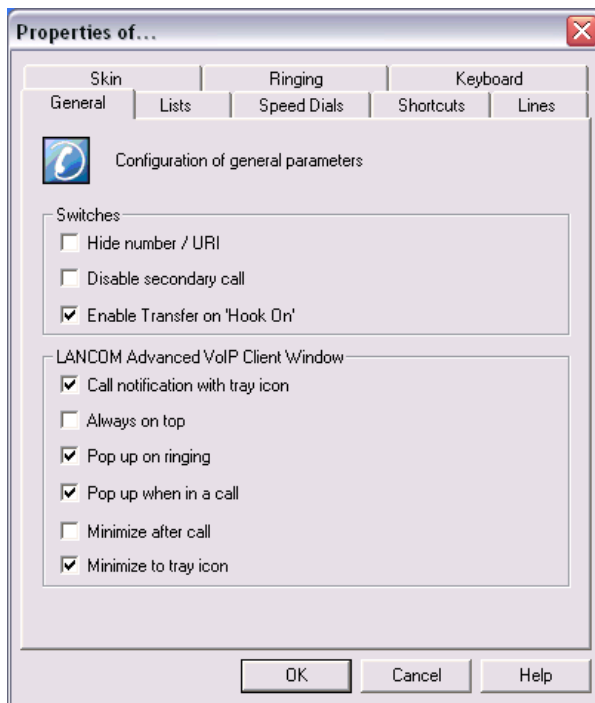 Properties of...
Skin Ringing Keyboard
General Lists Speed Dials Shortcuts Lines
Configuration of general parameters
Switches
Hide number / URI
Disable secondary call
Enable Transfer on 'Hook On'
LANCOM Advanced VoIP Client Window
Call notification with tray icon
Always on top
Pop up on ringing
Pop up when in a call
Minimize after call
Minimize to tray icon
OK Cancel Help